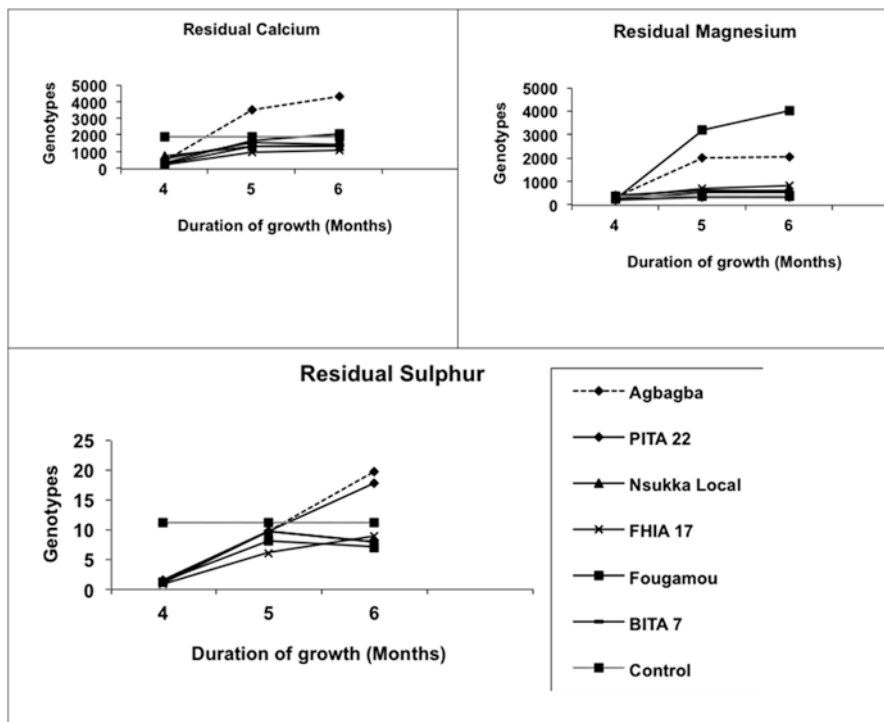 Residual Calcium
Genotypes
5000
4000
3000
2000
1000
0
4 5 6
Duration of growth (Months)
Residual Magnesium
Genotypes
5000
4000
3000
2000
1000
0
4 5 6
Duration of growth (Months)
Residual Sulphur
Genotypes
25
20
15
10
5
0
4 5 6
Duration of growth (Months)
Agbagba
PITA 22
Nsukka Local
FHIA 17
Fougamou
BITA 7
Control